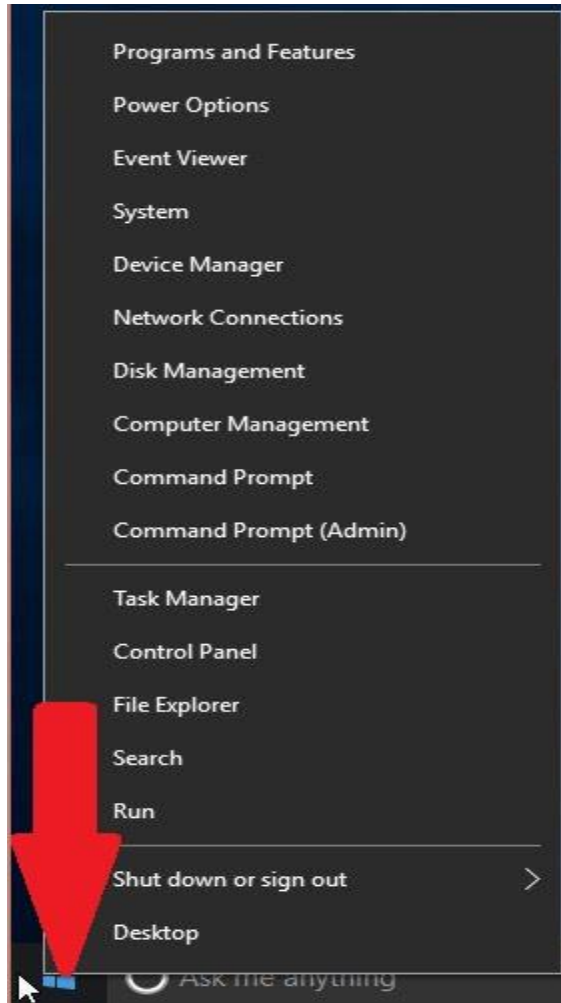 Programs and Features
Power Options
Event Viewer
System
Device Manager
Network Connections
Disk Management
Computer Management
Command Prompt
Command Prompt (Admin)
Task Manager
Control Panel
File Explorer
Search
Run
Shut down or sign out
Desktop
Ask me anything